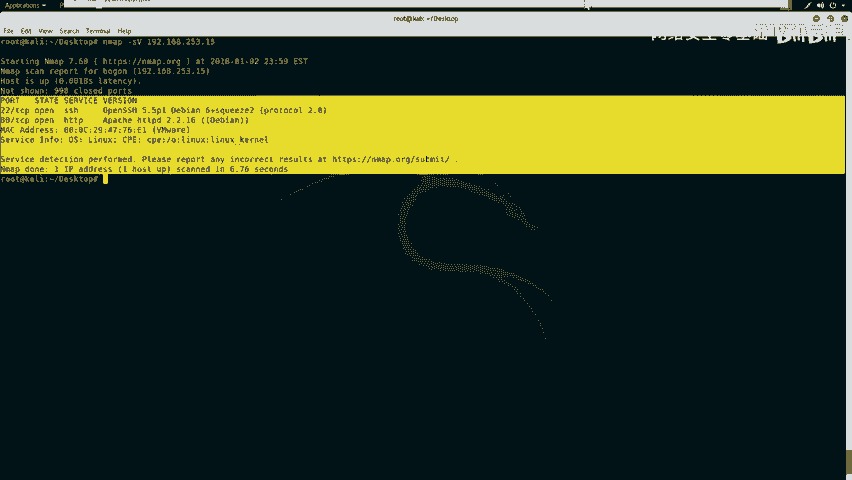 Applications
root@kali: ~/Desktop
File Edit View Search Terminal Help
root@kali:~/Desktop# nmap -sV 192.168.253.15
Starting Nmap 7.60 ( https://nmap.org ) at 2018-01-02 23:59 EST
Nmap scan report for bogon (192.168.253.15)
Host is up (0.0018s latency).
Not shown: 998 closed ports
PORT STATE SERVICE VERSION
22/tcp open ssh OpenSSH 5.5p1 Debian 6+squeeze2 (protocol 2.0)
80/tcp open http Apache httpd 2.2.16 ((Debian))
MAC Address: 00:0C:29:47:76:E1 (VMware)
Service Info: OS: Linux; CPE: cpe:/o:linux:linux_kernel
Service detection performed. Please report any incorrect results at https://nmap.org/submit/ .
Nmap done: 1 IP address (1 host up) scanned in 6.76 seconds
root@kali:~/Desktop#